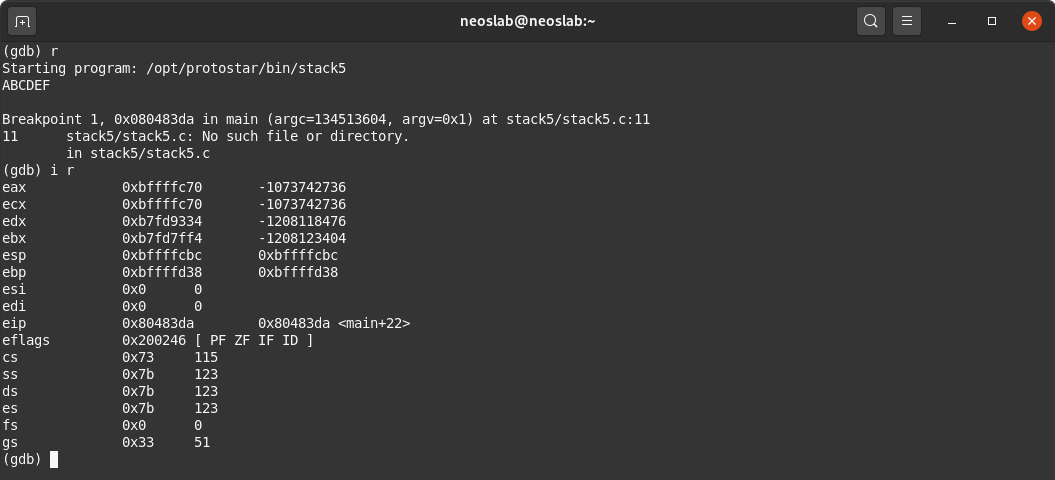 neoslab@neoslab:~
(gdb) r
Starting program: /opt/protostar/bin/stack5
ABCDEF
Breakpoint 1, 0x080483da in main (argc=134513604, argv=0x1) at stack5/stack5.c:11
11      stack5/stack5.c: No such file or directory.
        in stack5/stack5.c
(gdb) i r
eax            0xbffffc70       -1073742736
ecx            0xbffffc70       -1073742736
edx            0xb7fd9334       -1208118476
ebx            0xb7fd7ff4       -1208123404
esp            0xbffffcbc       0xbffffcbc
ebp            0xbffffd38       0xbffffd38
esi            0x0      0
edi            0x0      0
eip            0x80483da        0x80483da <main+22>
eflags         0x200246 [ PF ZF IF ID ]
cs             0x73     115
ss             0x7b     123
ds             0x7b     123
es             0x7b     123
fs             0x0      0
gs             0x33     51
(gdb)